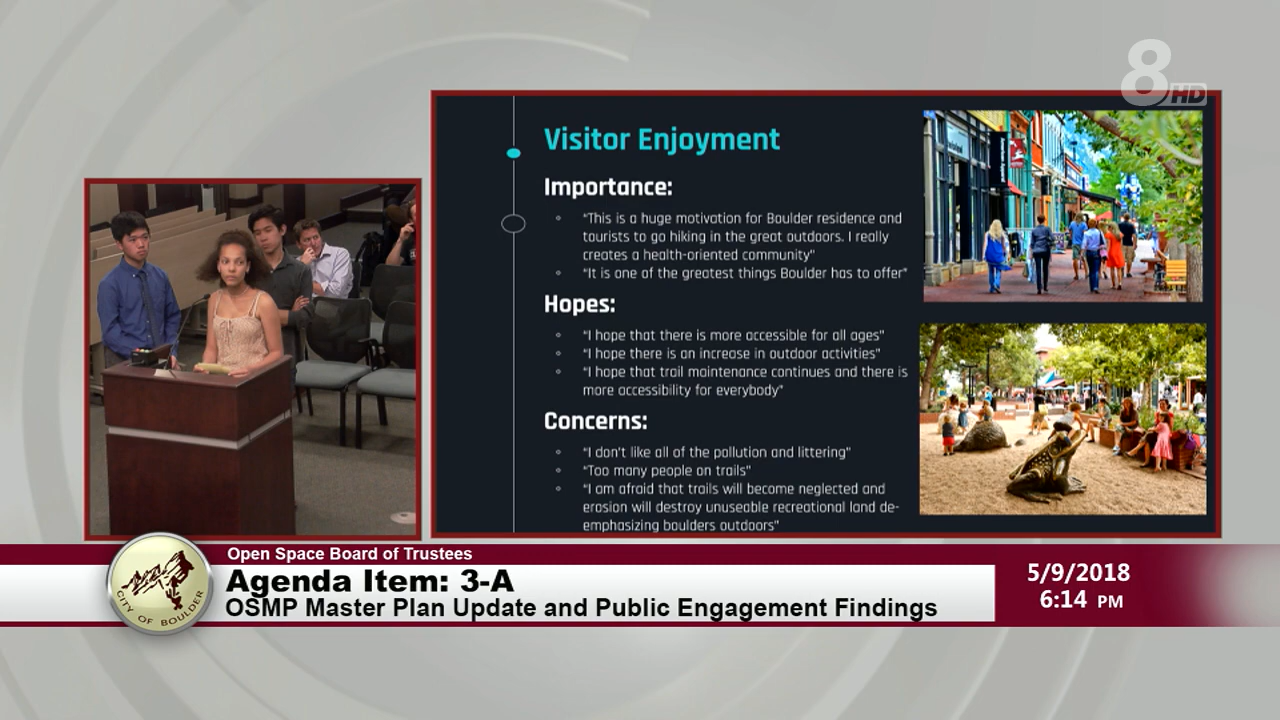 8
HD
Visitor Enjoyment
Importance:
“This is a huge motivation for Boulder residence and
tourists to go hiking in the great outdoors. I really
creates a health-oriented community”
“It is one of the greatest things Boulder has to offer”
Hopes:
“I hope that there is more accessible for all ages”
“I hope there is an increase in outdoor activities”
“I hope that trail maintenance continues and there is
more accessibility for everybody”
Concerns:
“I don’t like all of the pollution and littering”
“Too many people on trails”
“I am afraid that trails will become neglected and
erosion will destroy unuseable recreational land de-
emphasizing boulders outdoors”
Open Space Board of Trustees
Agenda Item: 3-A
OSMP Master Plan Update and Public Engagement Findings
5/9/2018
6:14 PM
CITY OF BOULDER